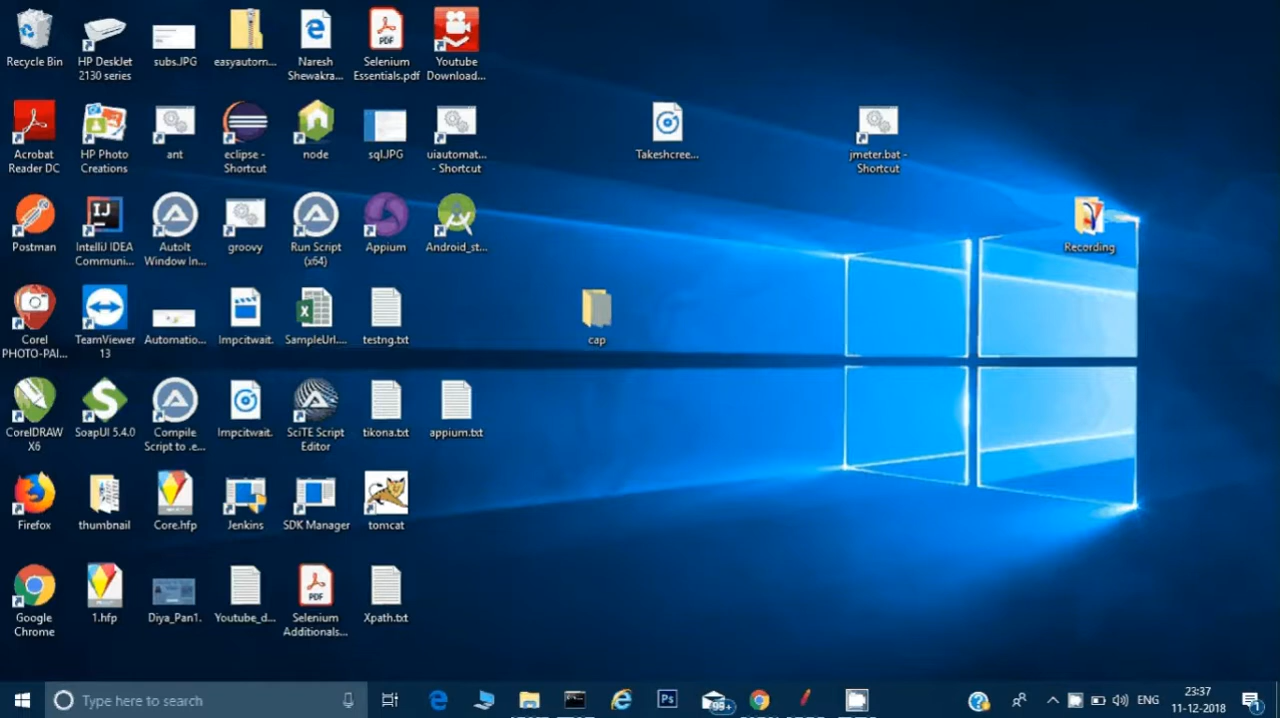 Recycle Bin
HP DeskJet
2130 series
subs.JPG
easyautom...
Naresh
Shewakra...
Selenium
Essentials.pdf
Youtube
Download...
Acrobat
Reader DC
HP Photo
Creations
ant
eclipse -
Shortcut
node
sql.JPG
uiautomat...
- Shortcut
Takeshcree...
jmeter.bat -
Shortcut
Postman
IntelliJ IDEA
Communi...
AutoIt
Window In...
groovy
Run Script
(x64)
Appium
Android_st...
Recording
Corel
PHOTO-PAI...
TeamViewer
13
Automatio...
Impcitwait.
SampleUrl....
testng.txt
cap
CorelDRAW
X6
SoapUI 5.4.0
Compile
Script to .e...
Impcitwait.
SciTE Script
Editor
tikona.txt
appium.txt
Firefox
thumbnail
Core.hfp
Jenkins
SDK Manager
tomcat
Google
Chrome
1.hfp
Diya_Pan1.
Youtube_d...
Selenium
Additionals...
Xpath.txt
Type here to search
Ps
99+
ENG
23:37
11-12-2018
1